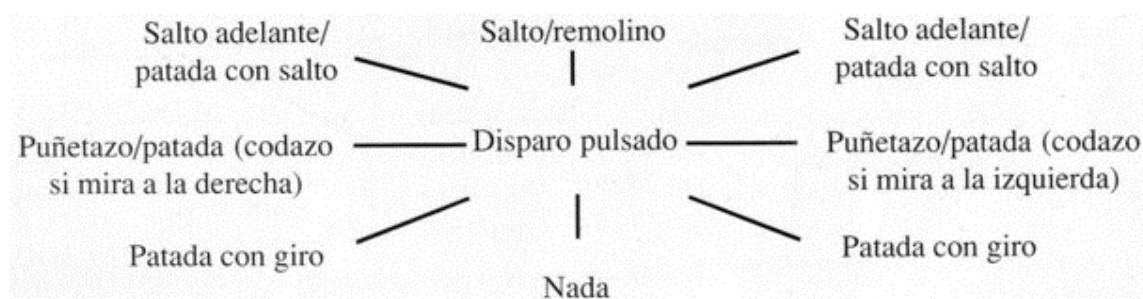 Salto adelante/
patada con salto
Salto/remolino
Salto adelante/
patada con salto
Puñetazo/patada (codazo
si mira a la derecha)
Disparo pulsado
Puñetazo/patada (codazo
si mira a la izquierda)
Patada con giro
Nada
Patada con giro